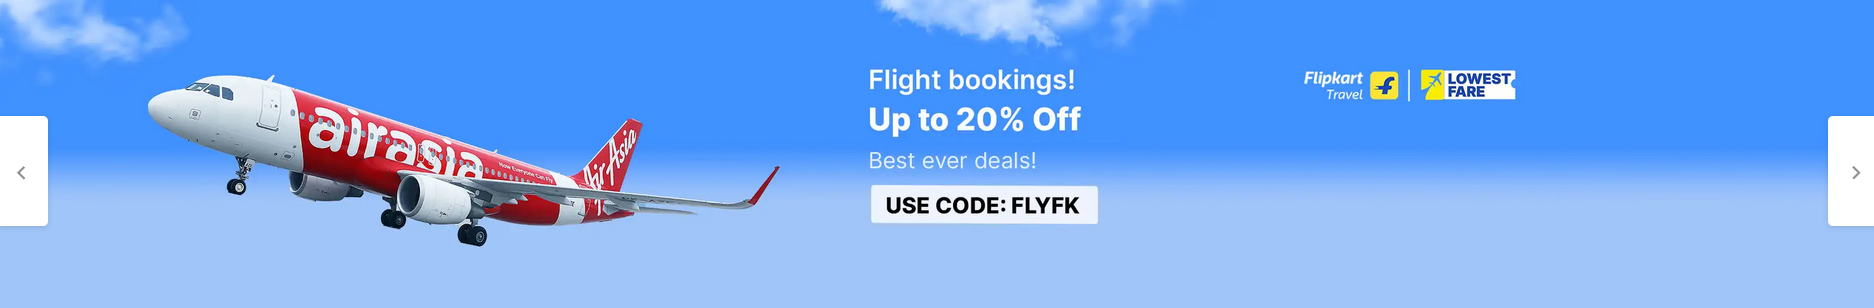 airasia
How Everyone Can Fly
AirAsia
Flight bookings!
Up to 20% Off
Best ever deals!
USE CODE: FLYFK
Flipkart
Travel
LOWEST
FARE